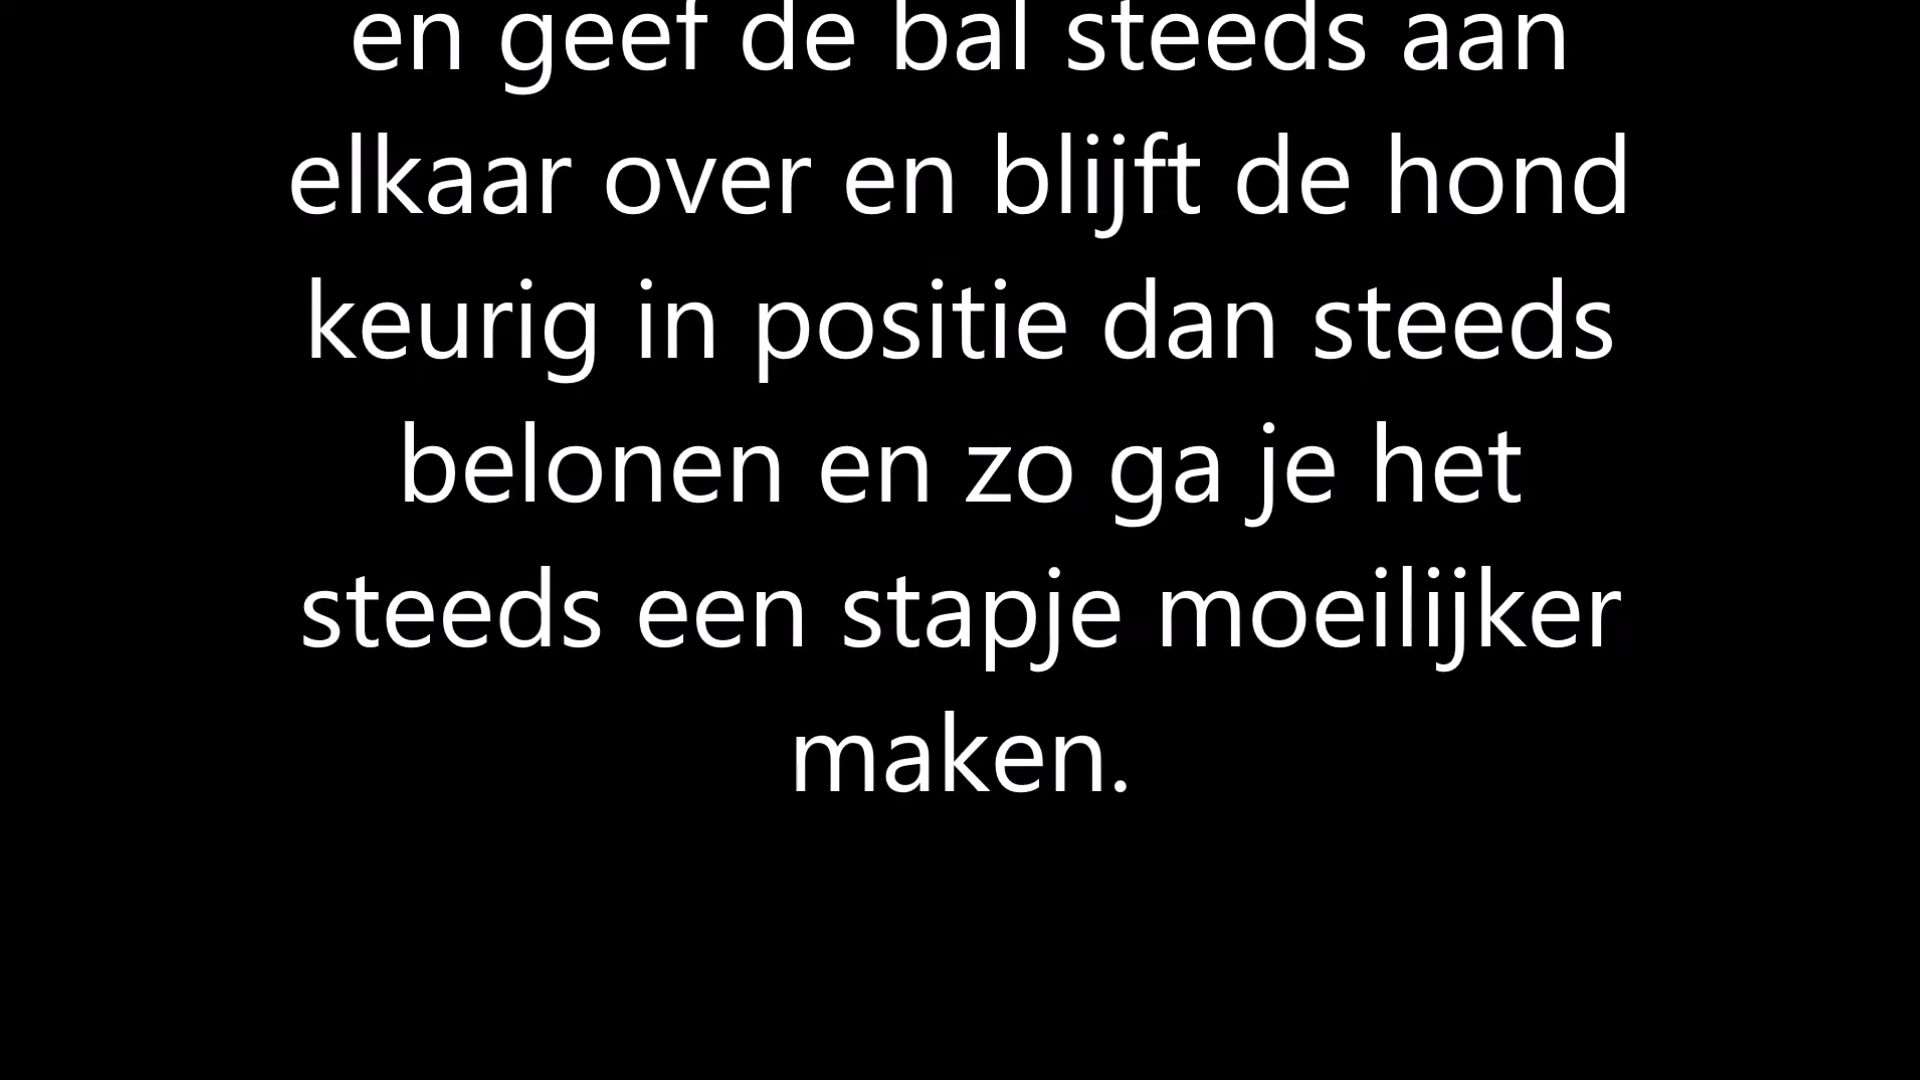 en geef de bal steeds aan
elkaar over en blijft de hond
keurig in positie dan steeds
belonen en zo ga je het
steeds een stapje moeilijker
maken.